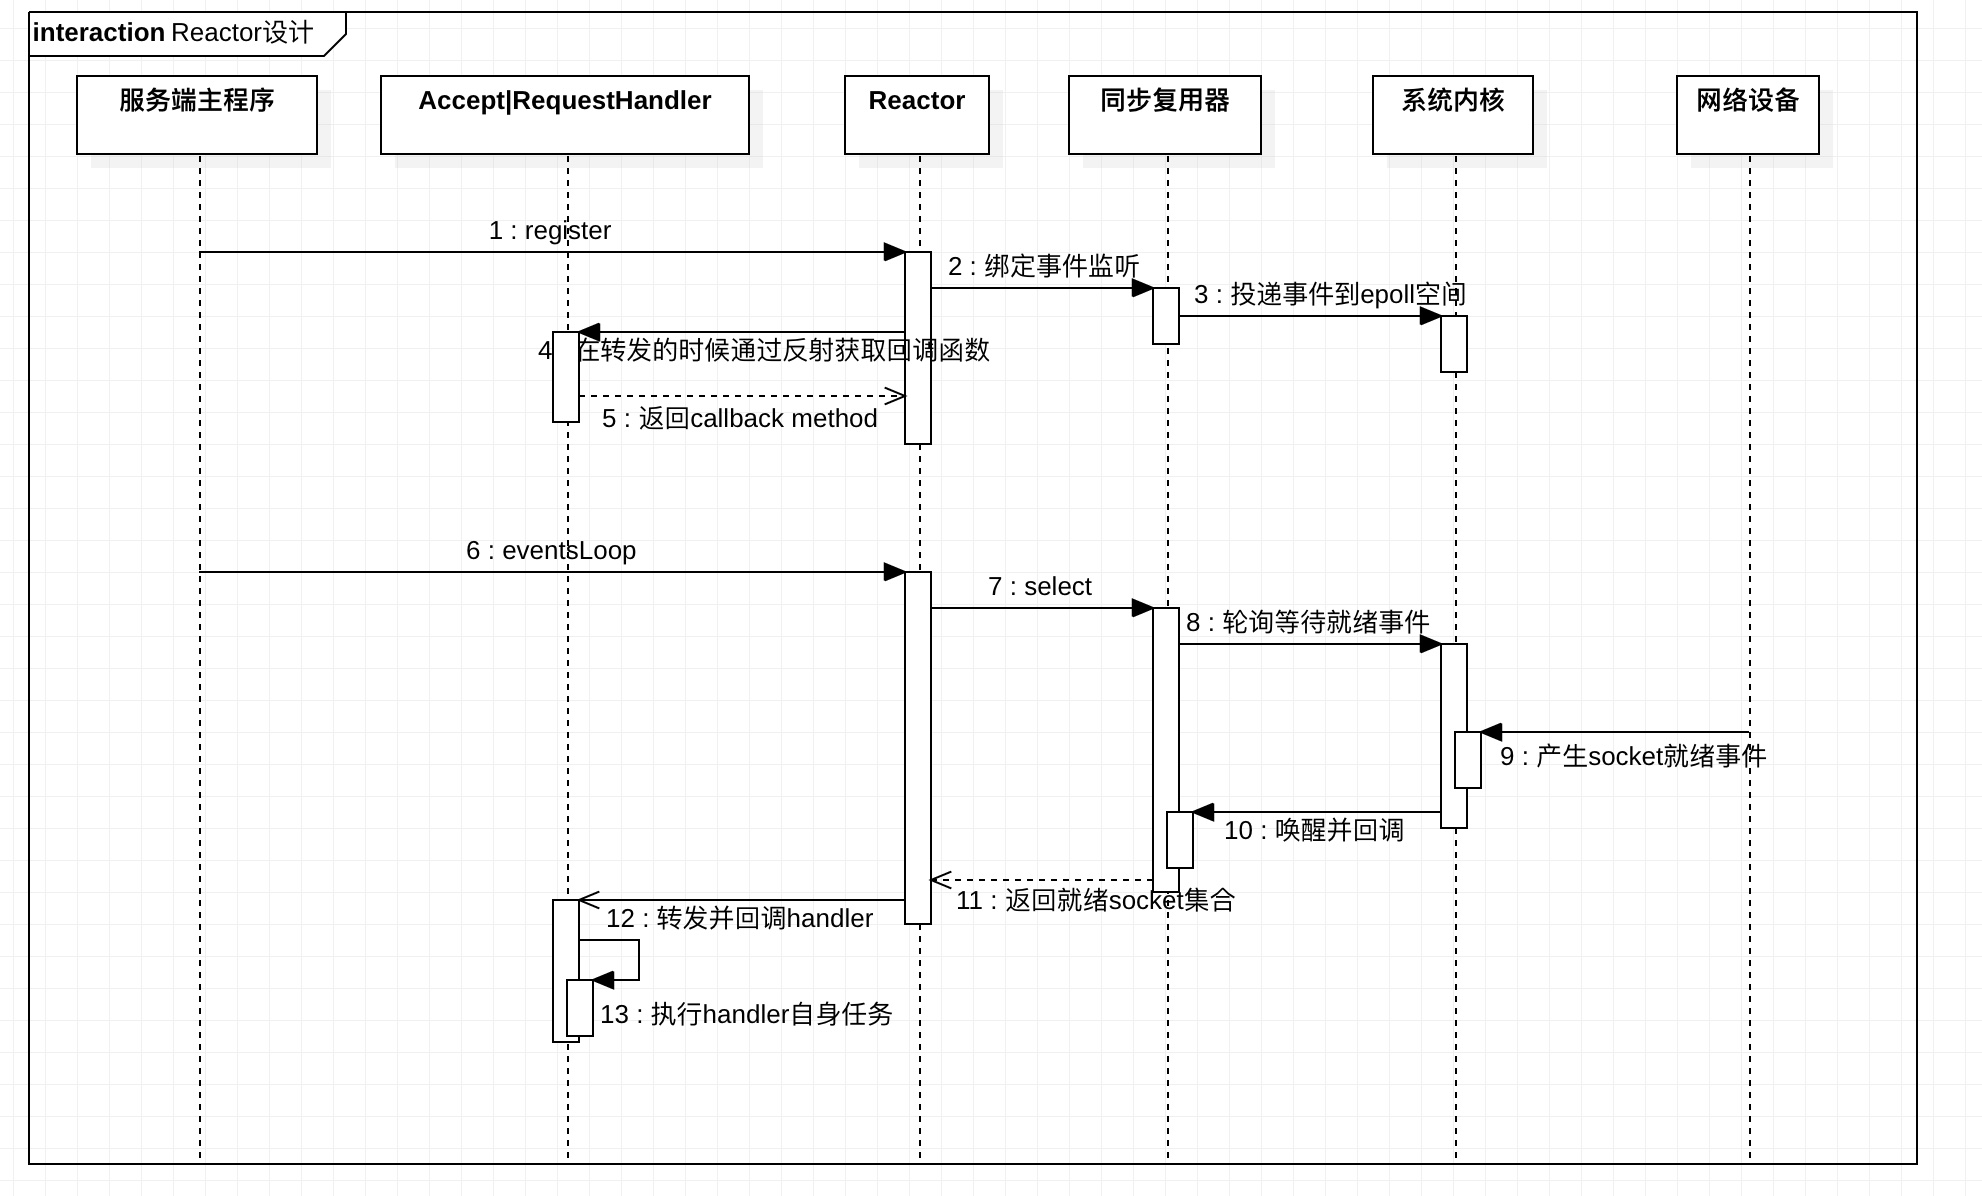 interaction Reactor设计
服务端主程序
Accept|RequestHandler
Reactor
同步复用器
系统内核
网络设备
1 : register
2 : 绑定事件监听
3 : 投递事件到epoll空间
4 : 在转发的时候通过反射获取回调函数
5 : 返回callback method
6 : eventsLoop
7 : select
8 : 轮询等待就绪事件
9 : 产生socket就绪事件
10 : 唤醒并回调
11 : 返回就绪socket集合
12 : 转发并回调handler
13 : 执行handler自身任务